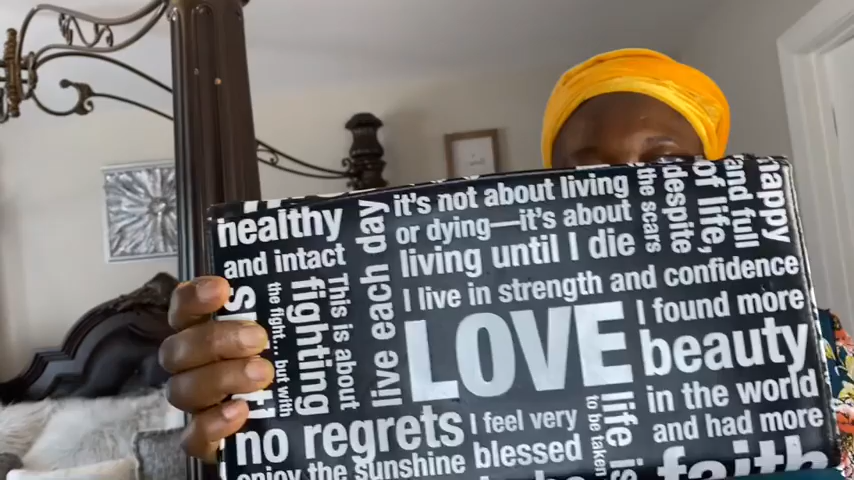 healthy
and intact
the fight... but with
fighting
This is about
live each day
it's not about living
or dying—it's about
living until I die
the scars
despite
of life,
and full
happy
I live in strength and confidence
LOVE
I found more
beauty
in the world
and had more
faith
no regrets
enjoy the sunshine
I feel very
blessed
to be taken
life
is